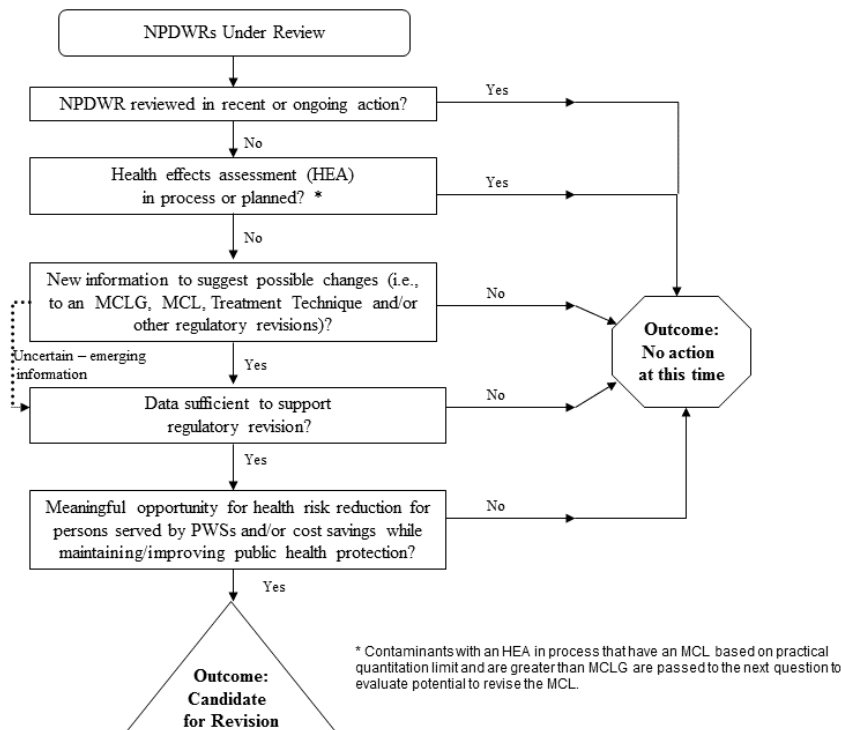 NPDWRs Under Review
NPDWR reviewed in recent or ongoing action?
Yes
No
Health effects assessment (HEA)
in process or planned? *
Yes
No
New information to suggest possible changes (i.e.,
to an MCLG, MCL, Treatment Technique and/or
other regulatory revisions)?
No
Outcome:
No action
at this time
Uncertain – emerging
information
Yes
Data sufficient to support
regulatory revision?
No
Yes
Meaningful opportunity for health risk reduction for
persons served by PWSs and/or cost savings while
maintaining/improving public health protection?
No
Yes
Outcome:
Candidate
for Revision
* Contaminants with an HEA in process that have an MCL based on practical
quantitation limit and are greater than MCLG are passed to the next question to
evaluate potential to revise the MCL.